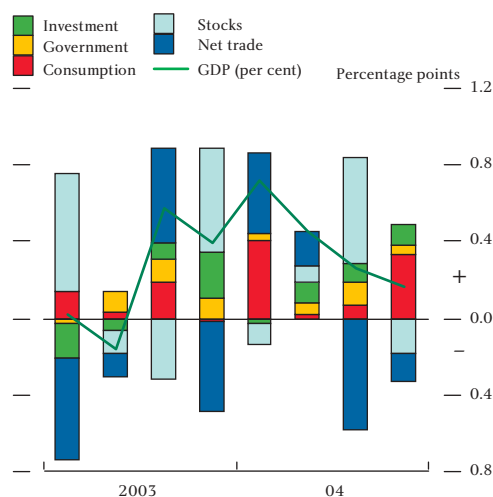 Investment
Government
Consumption
Stocks
Net trade
GDP (per cent)
Percentage points
1.2
0.8
0.4
+
0.0
–
0.4
0.8
2003
04